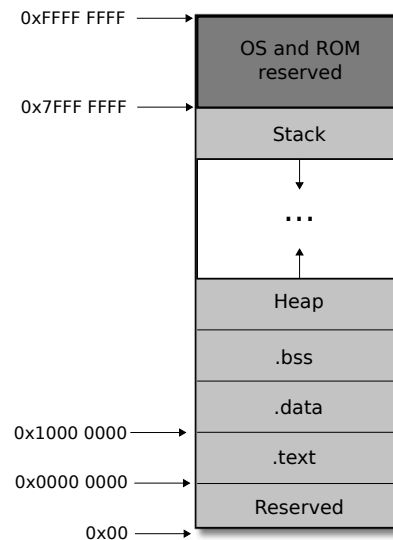 0xFFFF FFFF
OS and ROM
reserved
0x7FFF FFFF
Stack
...
Heap
.bss
.data
0x1000 0000
.text
0x0000 0000
Reserved
0x00